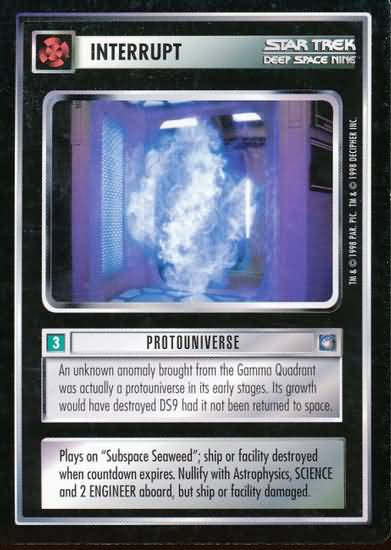 INTERRUPT
STAR TREK
DEEP SPACE NINE
TM & © 1998 PAR. PIC. TM & © 1998 DECIPHER INC.
3 PROTOUNIVERSE
An unknown anomaly brought from the Gamma Quadrant
was actually a protouniverse in its early stages. Its growth
would have destroyed DS9 had it not been returned to space.
Plays on “Subspace Seaweed”; ship or facility destroyed
when countdown expires. Nullify with Astrophysics, SCIENCE
and 2 ENGINEER aboard, but ship or facility damaged.